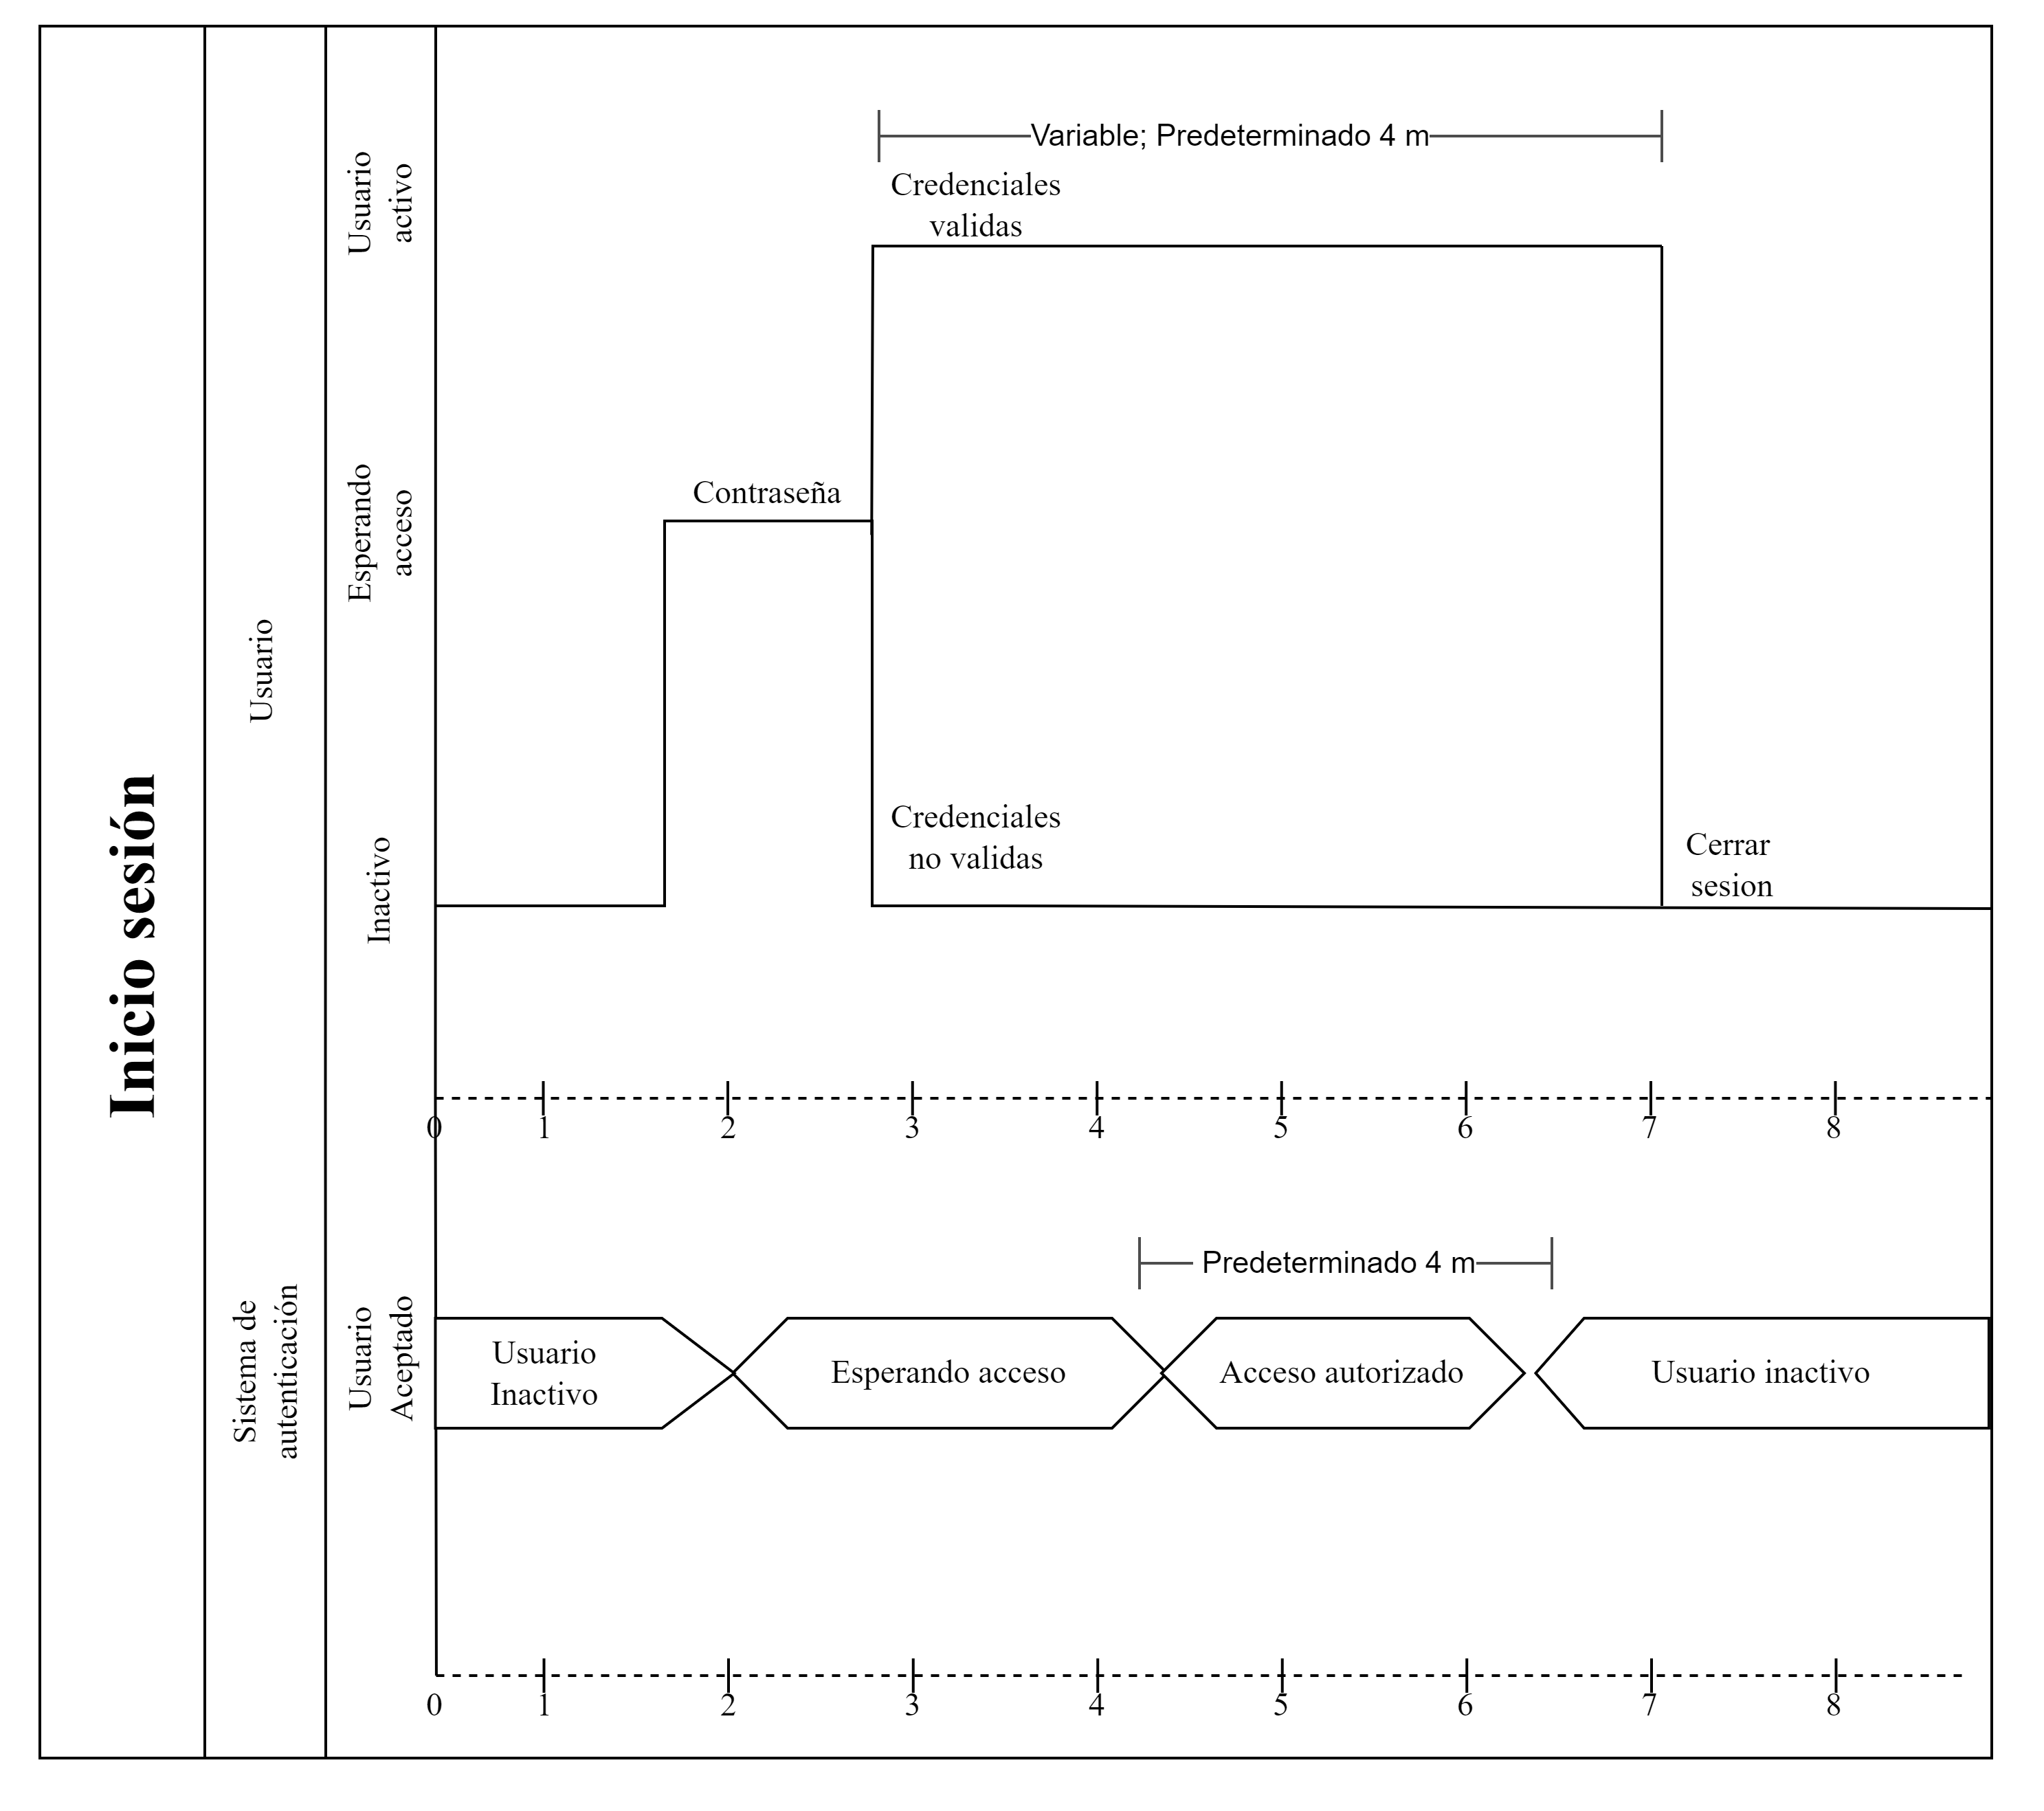 Inicio sesión
Usuario
Usuario
activo
Esperando
acceso
Inactivo
Variable; Predeterminado 4 m
Credenciales
validas
Contraseña
Credenciales
no validas
Cerrar
sesion
0 1 2 3 4 5 6 7 8
Sistema de
autenticación
Usuario
Aceptado
Predeterminado 4 m
Usuario
Inactivo
Esperando acceso
Acceso autorizado
Usuario inactivo
0 1 2 3 4 5 6 7 8